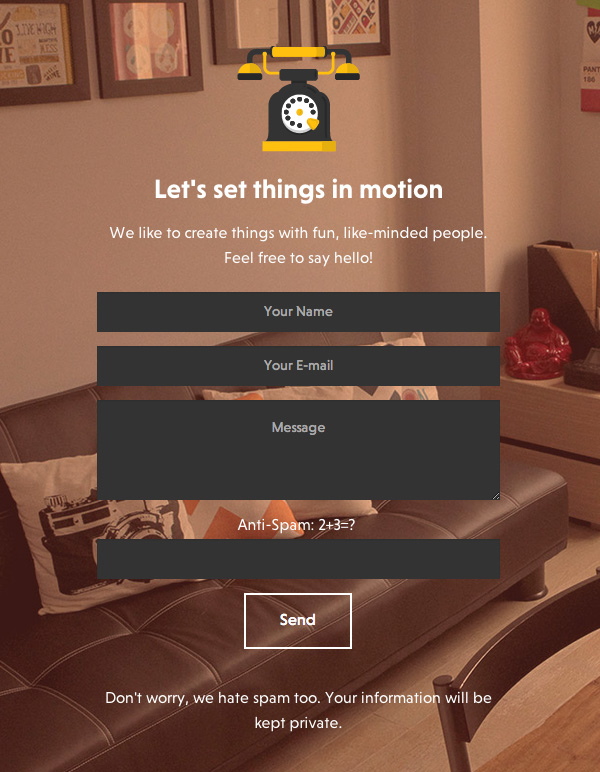 Let's set things in motion
We like to create things with fun, like-minded people.
Feel free to say hello!
Your Name
Your E-mail
Message
Anti-Spam: 2+3=?
Send
Don't worry, we hate spam too. Your information will be
kept private.